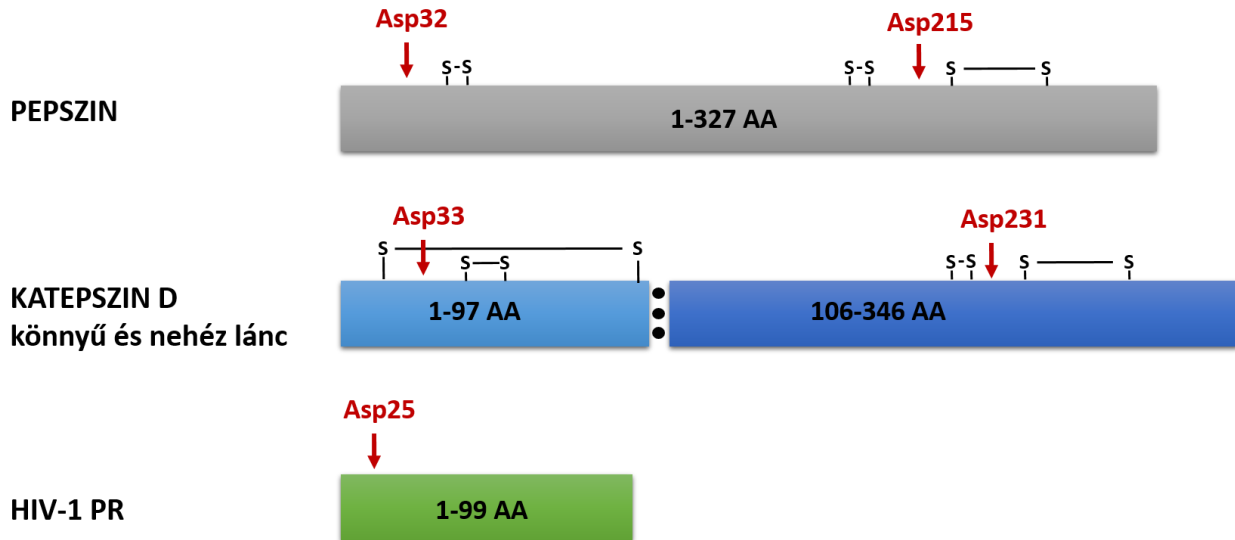 Asp32
Asp215
S-S
S-S
S
S
PEPSZIN
1-327 AA
Asp33
Asp231
S
S
S
S
S-S
S
S
KATEPSZIN D
könnyű és nehéz lánc
1-97 AA
106-346 AA
Asp25
HIV-1 PR
1-99 AA